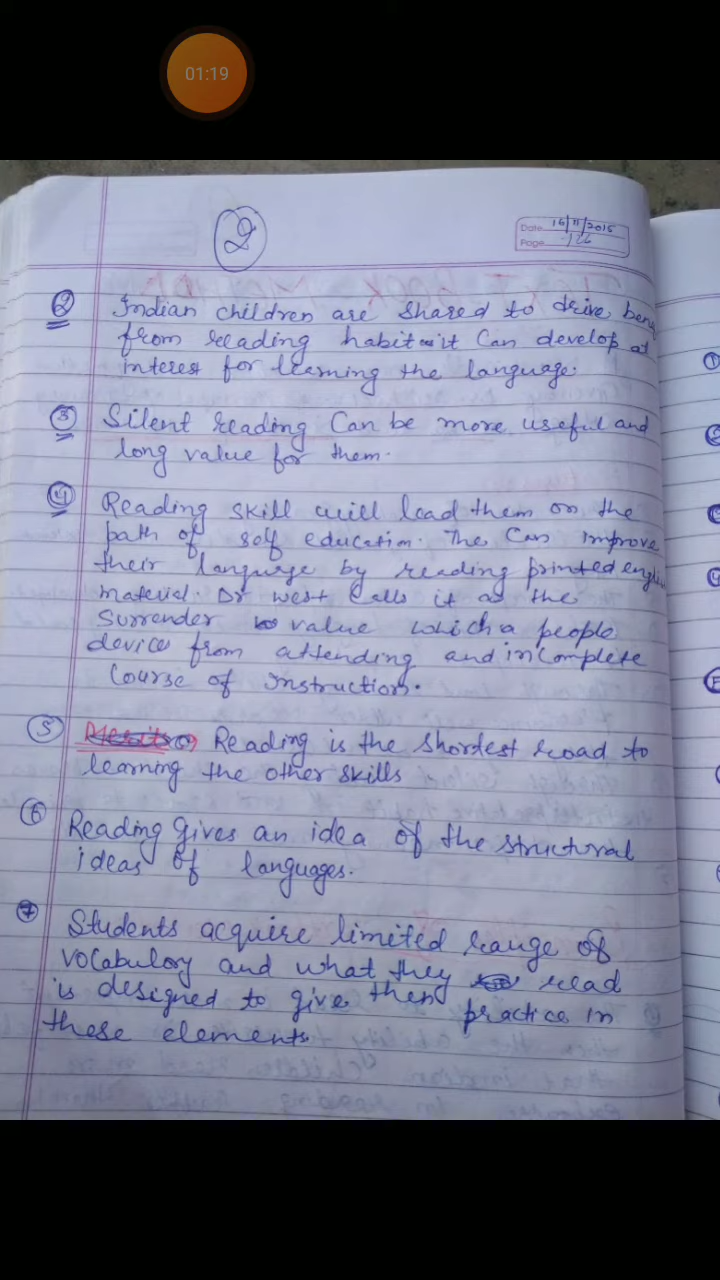 01:19
2
Date 16/11/2015
Page
② Indian children are shared to drive bene
from reading habit it can develop at
interest for learning the language.
③ Silent reading can be more useful and
long value for them.
④ Reading skill will lead them on the
path of self education. The can improve
their language by reading printed englis
material. Dr west calls it as the
surrender value which a people
device from attending and incomplete
course of instruction.
⑤ Merits Reading is the shortest road to
learning the other skills
⑥ Reading gives an idea of the structural
ideas of languages.
⑦ Students acquire limited range of
vocabulory and what they read
is designed to give them practice in
these elements.